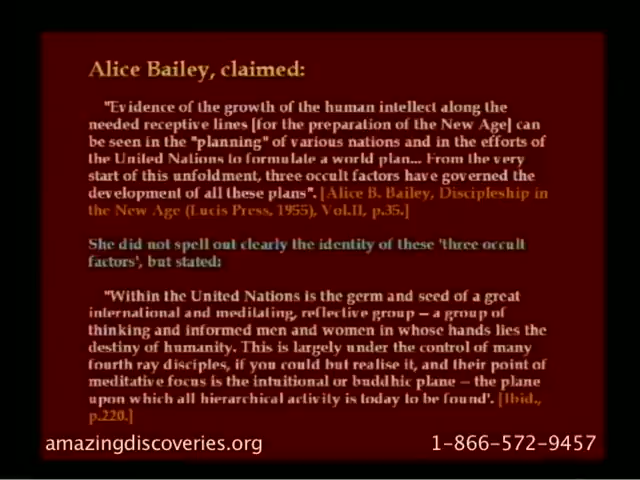 Alice Bailey, claimed:
"Evidence of the growth of the human intellect along the
needed receptive lines [for the preparation of the New Age] can
be seen in the "planning" of various nations and in the efforts of
the United Nations to formulate a world plan... From the very
start of this unfoldment, three occult factors have governed the
development of all these plans". [Alice B. Bailey, Discipleship in
the New Age (Lucis Press, 1955), Vol.II, p.35.]
She did not spell out clearly the identity of these 'three occult
factors', but stated:
"Within the United Nations is the germ and seed of a great
international and meditating, reflective group – a group of
thinking and informed men and women in whose hands lies the
destiny of humanity. This is largely under the control of many
fourth ray disciples, if you could but realise it, and their point of
meditative focus is the intuitional or buddhic plane – the plane
upon which all hierarchical activity is today to be found'. [Ibid.,
p.220.]
amazingdiscoveries.org 1-866-572-9457